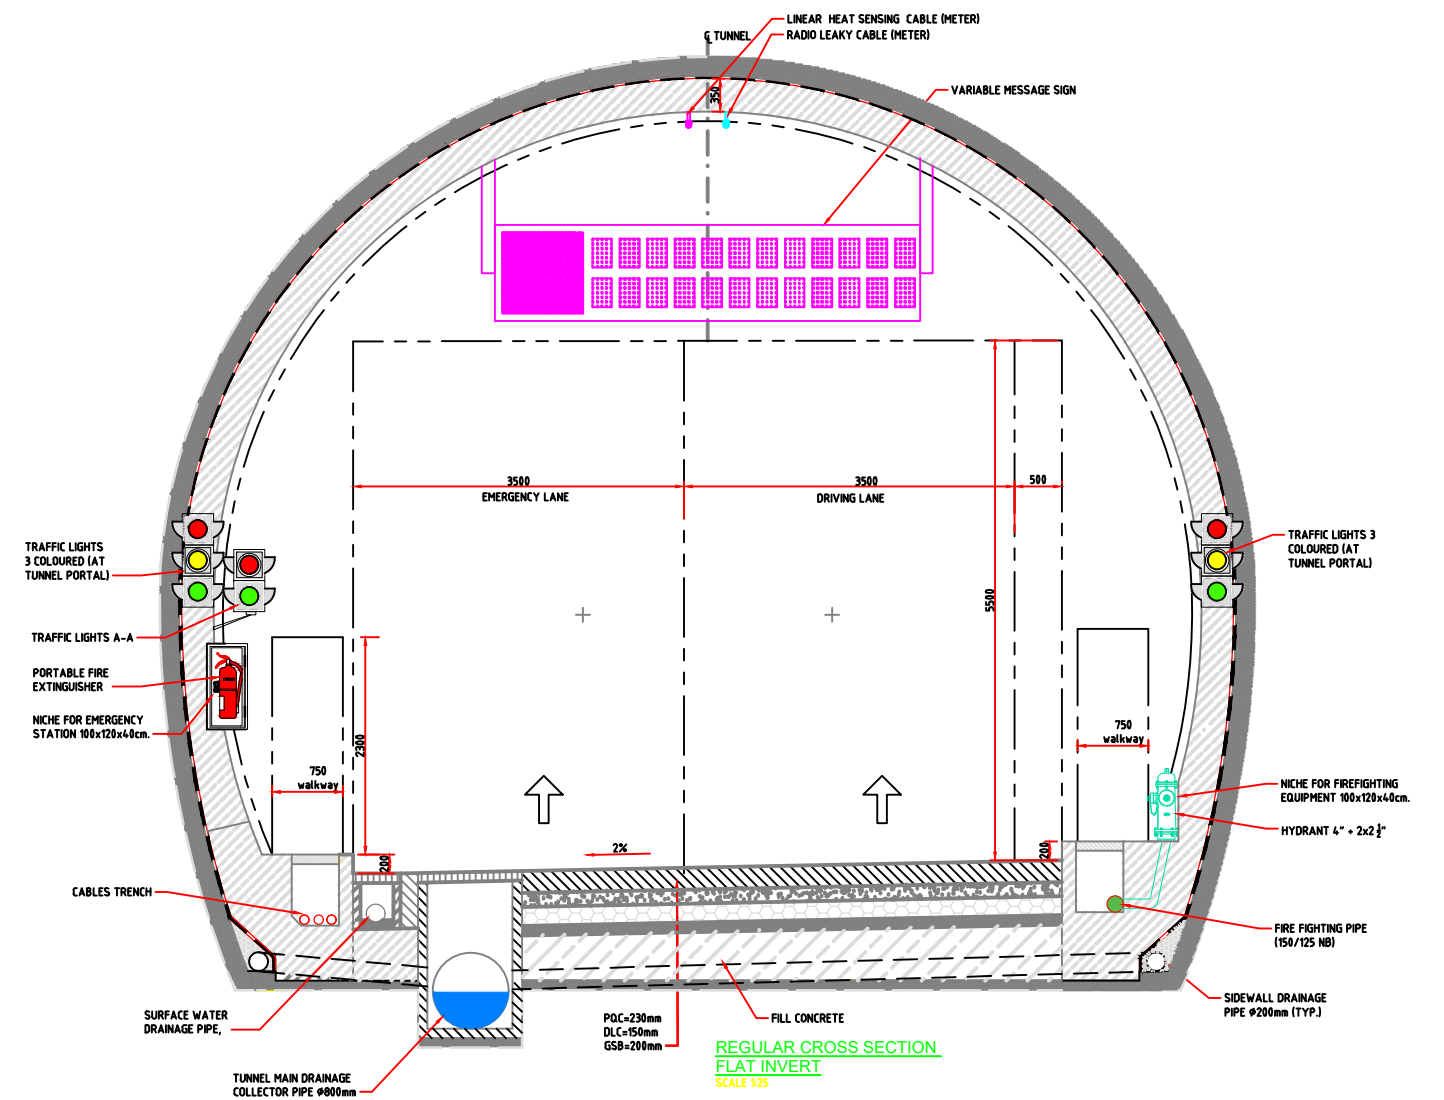 LINEAR HEAT SENSING CABLE (METER)
℄ TUNNEL
RADIO LEAKY CABLE (METER)
VARIABLE MESSAGE SIGN
350
3500
EMERGENCY LANE
3500
DRIVING LANE
500
5500
TRAFFIC LIGHTS
3 COLOURED (AT
TUNNEL PORTAL)
TRAFFIC LIGHTS 3
COLOURED (AT
TUNNEL PORTAL)
TRAFFIC LIGHTS A-A
PORTABLE FIRE
EXTINGUISHER
NICHE FOR EMERGENCY
STATION 100x120x40cm.
2300
750
walkway
750
walkway
NICHE FOR FIREFIGHTING
EQUIPMENT 100x120x40cm.
HYDRANT 4" + 2x2 ½"
2%
200
200
CABLES TRENCH
FIRE FIGHTING PIPE
(150/125 NB)
SIDEWALL DRAINAGE
PIPE Ø200mm (TYP.)
SURFACE WATER
DRAINAGE PIPE,
PQC=230mm
DLC=150mm
GSB=200mm
FILL CONCRETE
REGULAR CROSS SECTION
FLAT INVERT
SCALE 1:25
TUNNEL MAIN DRAINAGE
COLLECTOR PIPE Ø800mm